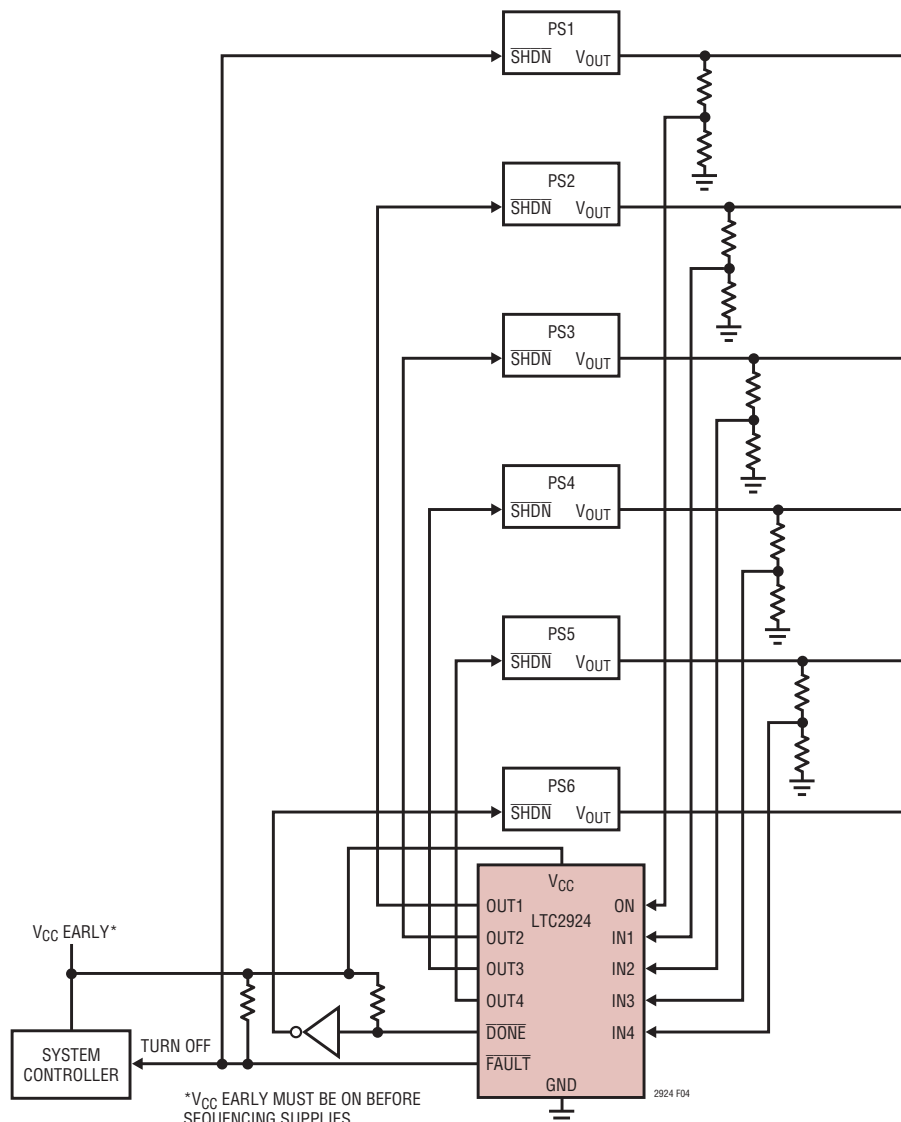 PS1
SHDN VOUT
PS2
SHDN VOUT
PS3
SHDN VOUT
PS4
SHDN VOUT
PS5
SHDN VOUT
PS6
SHDN VOUT
VCC
LTC2924
OUT1 ON
OUT2 IN1
OUT3 IN2
OUT4 IN3
DONE IN4
FAULT
GND
VCC EARLY*
SYSTEM
CONTROLLER
TURN OFF
*VCC EARLY MUST BE ON BEFORE
SEQUENCING SUPPLIES
2924 F04